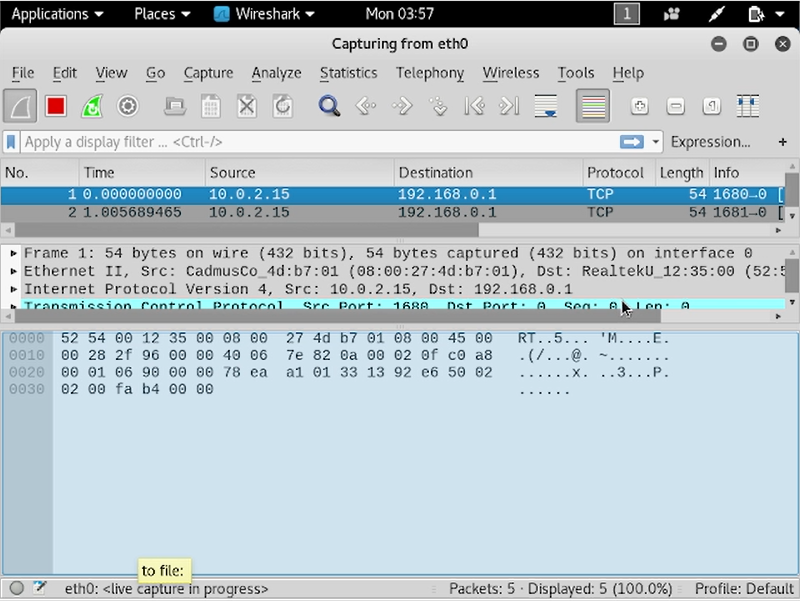 Applications Places Wireshark Mon 03:57 1
Capturing from eth0
File Edit View Go Capture Analyze Statistics Telephony Wireless Tools Help
Apply a display filter ... <Ctrl-/> Expression... +
No. Time Source Destination Protocol Length Info
1 0.000000000 10.0.2.15 192.168.0.1 TCP 54 1680→0 [
2 1.005689465 10.0.2.15 192.168.0.1 TCP 54 1681→0 [
Frame 1: 54 bytes on wire (432 bits), 54 bytes captured (432 bits) on interface 0
Ethernet II, Src: CadmusCo_4d:b7:01 (08:00:27:4d:b7:01), Dst: RealtekU_12:35:00 (52:5
Internet Protocol Version 4, Src: 10.0.2.15, Dst: 192.168.0.1
Transmission Control Protocol, Src Port: 1680, Dst Port: 0, Seq: 0, Len: 0
0000 52 54 00 12 35 00 08 00 27 4d b7 01 08 00 45 00 RT..5... 'M....E.
0010 00 28 2f 96 00 00 40 06 7e 82 0a 00 02 0f c0 a8 .(/...@. ~.......
0020 00 01 06 90 00 00 78 ea a1 01 33 13 92 e6 50 02 ......x. ..3...P.
0030 02 00 fa b4 00 00 ......
to file:
eth0: <live capture in progress> Packets: 5 · Displayed: 5 (100.0%) Profile: Default